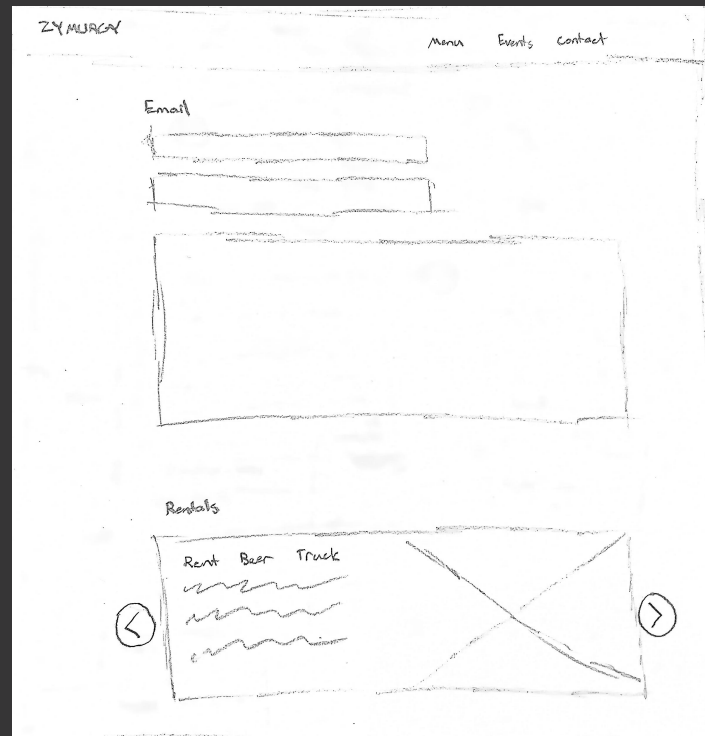 ZYMURGY
Menu Events Contact
Email
Rentals
Rent Beer Truck